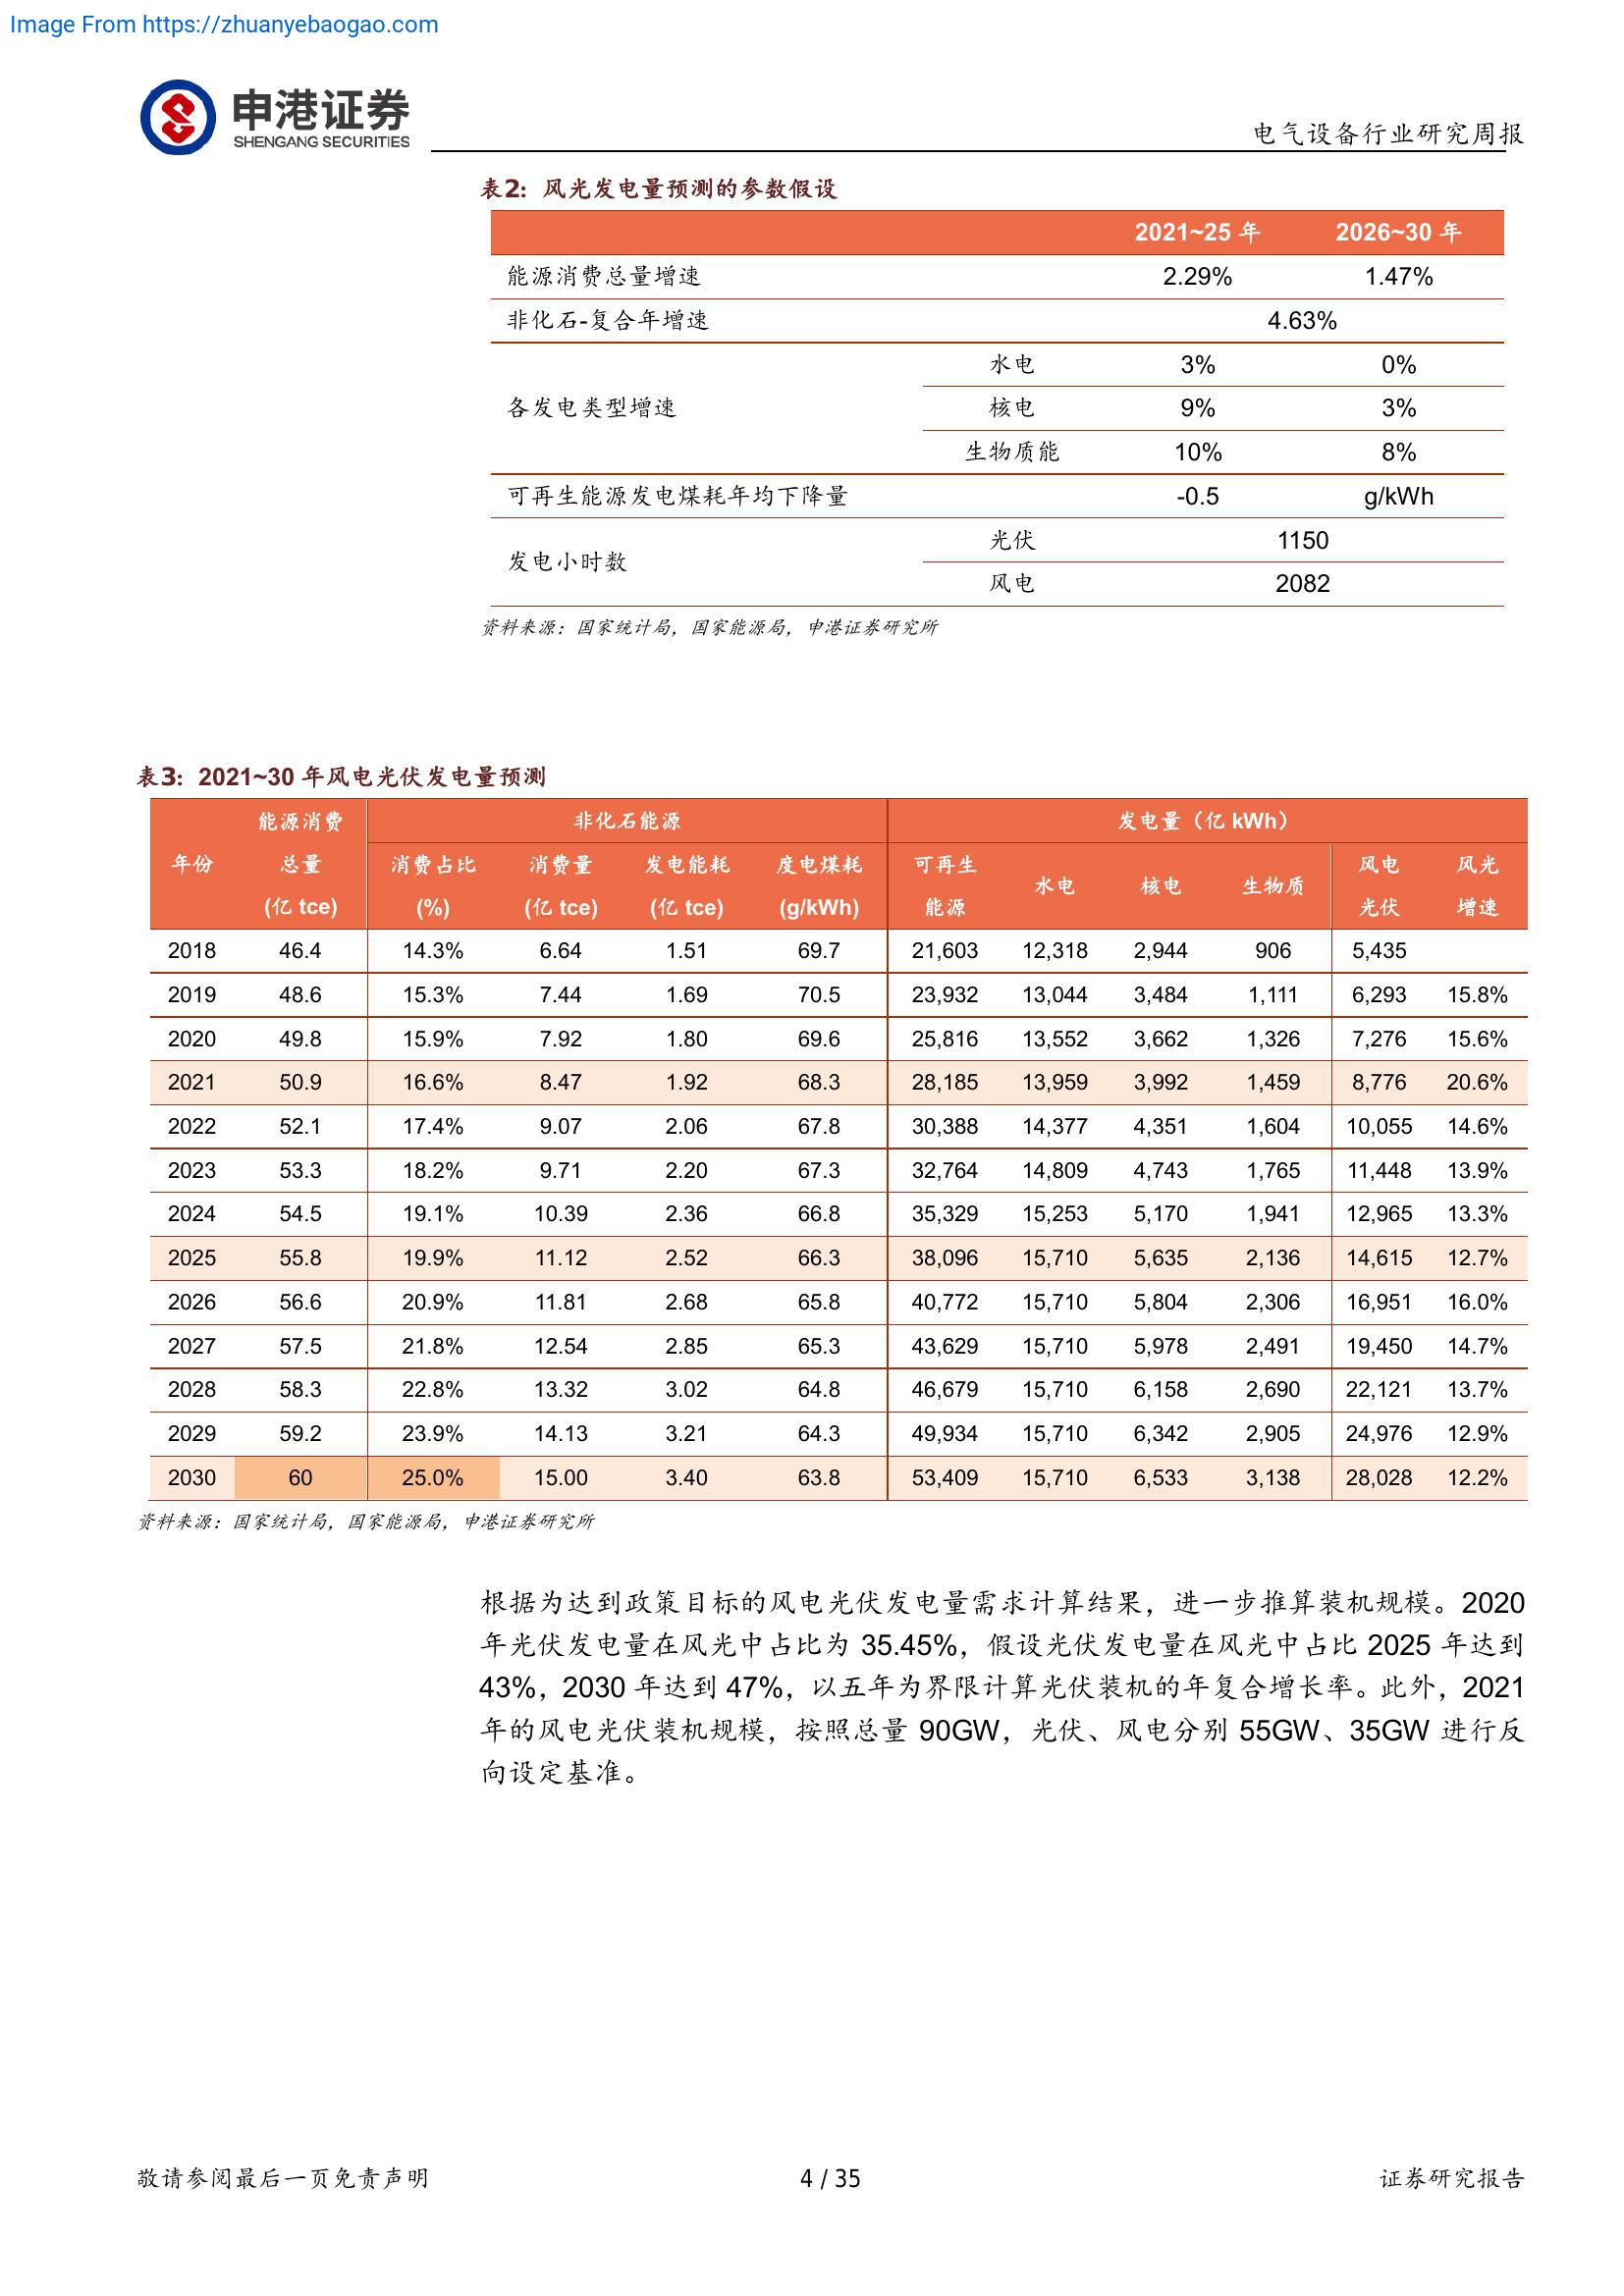 Image From https://zhuanyebaogao.com
申港证券
SHENGANG SECURITIES
电气设备行业研究周报
表2：风光发电量预测的参数假设
2021~25 年 2026~30 年
能源消费总量增速 2.29% 1.47%
非化石-复合年增速 4.63%
水电 3% 0%
各发电类型增速 核电 9% 3%
生物质能 10% 8%
可再生能源发电煤耗年均下降量 -0.5 g/kWh
光伏 1150
发电小时数
风电 2082
资料来源：国家统计局，国家能源局，申港证券研究所
表3：2021~30 年风电光伏发电量预测
能源消费 非化石能源 发电量（亿 kWh）
年份 总量 消费占比 消费量 发电能耗 度电煤耗 可再生 水电 核电 生物质 风电 风光
(亿 tce) (%) (亿 tce) (亿 tce) (g/kWh) 能源 光伏 增速
2018 46.4 14.3% 6.64 1.51 69.7 21,603 12,318 2,944 906 5,435
2019 48.6 15.3% 7.44 1.69 70.5 23,932 13,044 3,484 1,111 6,293 15.8%
2020 49.8 15.9% 7.92 1.80 69.6 25,816 13,552 3,662 1,326 7,276 15.6%
2021 50.9 16.6% 8.47 1.92 68.3 28,185 13,959 3,992 1,459 8,776 20.6%
2022 52.1 17.4% 9.07 2.06 67.8 30,388 14,377 4,351 1,604 10,055 14.6%
2023 53.3 18.2% 9.71 2.20 67.3 32,764 14,809 4,743 1,765 11,448 13.9%
2024 54.5 19.1% 10.39 2.36 66.8 35,329 15,253 5,170 1,941 12,965 13.3%
2025 55.8 19.9% 11.12 2.52 66.3 38,096 15,710 5,635 2,136 14,615 12.7%
2026 56.6 20.9% 11.81 2.68 65.8 40,772 15,710 5,804 2,306 16,951 16.0%
2027 57.5 21.8% 12.54 2.85 65.3 43,629 15,710 5,978 2,491 19,450 14.7%
2028 58.3 22.8% 13.32 3.02 64.8 46,679 15,710 6,158 2,690 22,121 13.7%
2029 59.2 23.9% 14.13 3.21 64.3 49,934 15,710 6,342 2,905 24,976 12.9%
2030 60 25.0% 15.00 3.40 63.8 53,409 15,710 6,533 3,138 28,028 12.2%
资料来源：国家统计局，国家能源局，申港证券研究所
根据为达到政策目标的风电光伏发电量需求计算结果，进一步推算装机规模。2020
年光伏发电量在风光中占比为 35.45%，假设光伏发电量在风光中占比 2025 年达到
43%，2030 年达到 47%，以五年为界限计算光伏装机的年复合增长率。此外，2021
年的风电光伏装机规模，按照总量 90GW，光伏、风电分别 55GW、35GW 进行反
向设定基准。
敬请参阅最后一页免责声明 4 / 35 证券研究报告